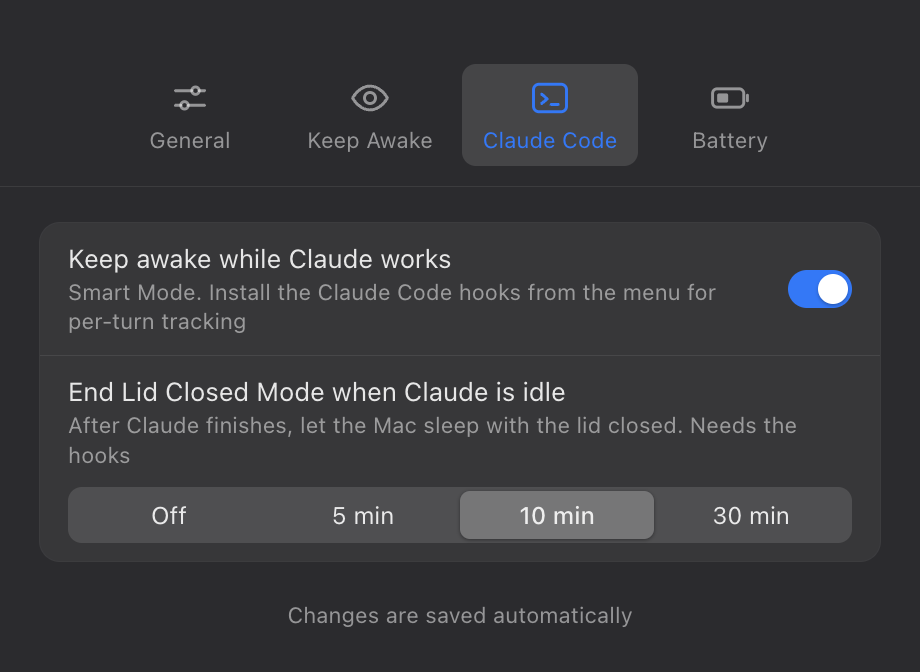 General
Keep Awake
Claude Code
Battery
Keep awake while Claude works
Smart Mode. Install the Claude Code hooks from the menu for
per-turn tracking
End Lid Closed Mode when Claude is idle
After Claude finishes, let the Mac sleep with the lid closed. Needs the
hooks
Off
5 min
10 min
30 min
Changes are saved automatically